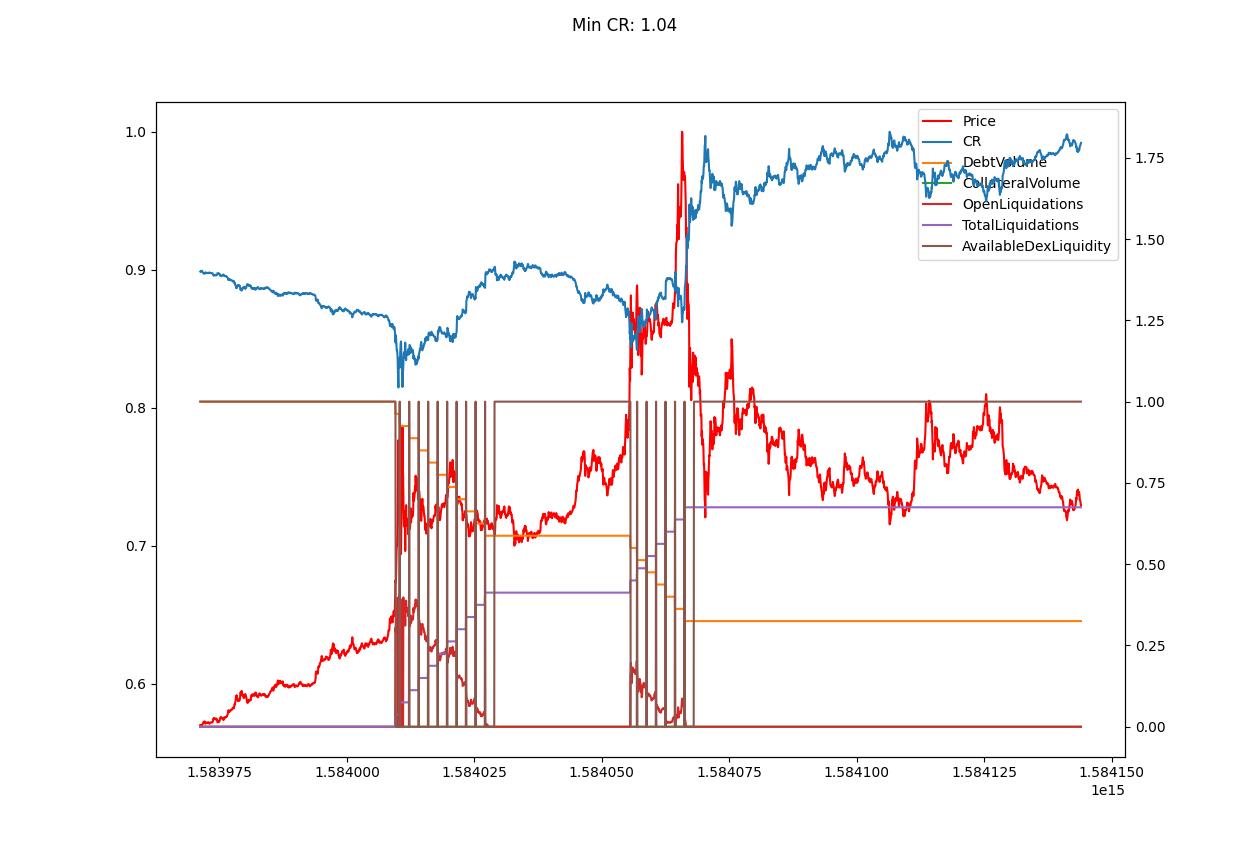 Min CR: 1.04
1.0
0.9
0.8
0.7
0.6
Price
CR
DebtVolume
CollateralVolume
OpenLiquidations
TotalLiquidations
AvailableDexLiquidity
1.75
1.50
1.25
1.00
0.75
0.50
0.25
0.00
1.583975 1.584000 1.584025 1.584050 1.584075 1.584100 1.584125 1.584150
1e15